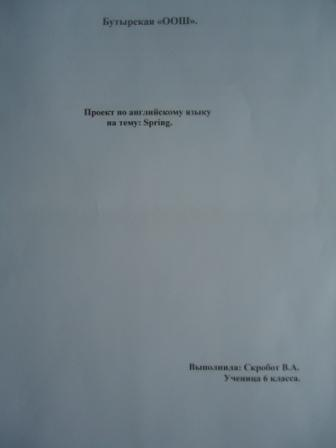 Бутырская «ООШ».
Проект по английскому языку
на тему: Spring.
Выполнила: Скробот В.А.
Ученица 6 класса.